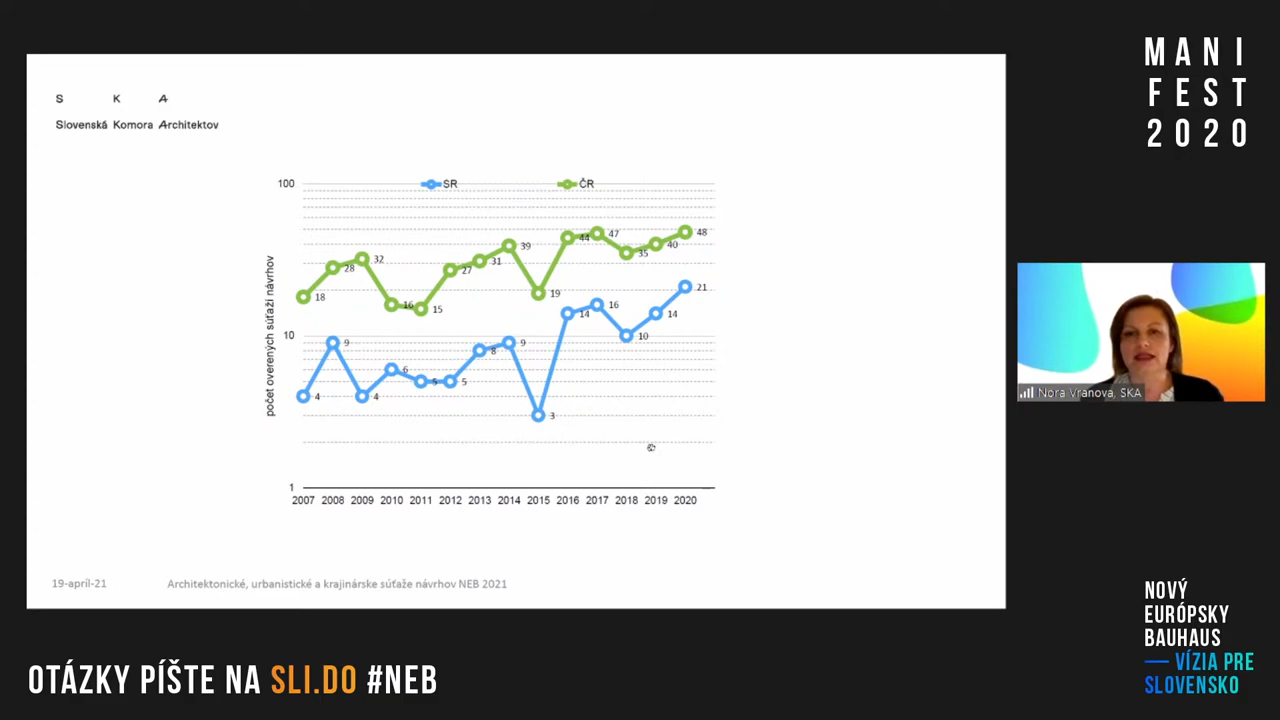 MANI
FEST
2020
S K A
Slovenská Komora Architektov
100
SR
ČR
počet overených súťaží návrhov
18 28 32 16 15 27 31 39 19 44 47 35 40 48
10
4 9 4 6 5 5 8 9 3 14 16 10 14 21
1
2007 2008 2009 2010 2011 2012 2013 2014 2015 2016 2017 2018 2019 2020
Nora Vranova, SKA
19-apríl-21
Architektonické, urbanistické a krajinárske súťaže návrhov NEB 2021
OTÁZKY PÍŠTE NA SLI.DO #NEB
NOVÝ
EURÓPSKY
BAUHAUS
— VÍZIA PRE
SLOVENSKO